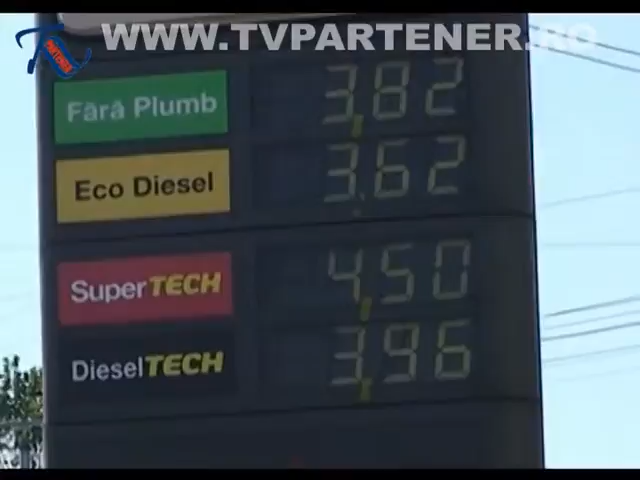 WWW.TVPARTENER.RO
Fără Plumb 3.82
Eco Diesel 3.62
SuperTECH 4.50
DieselTECH 3.96